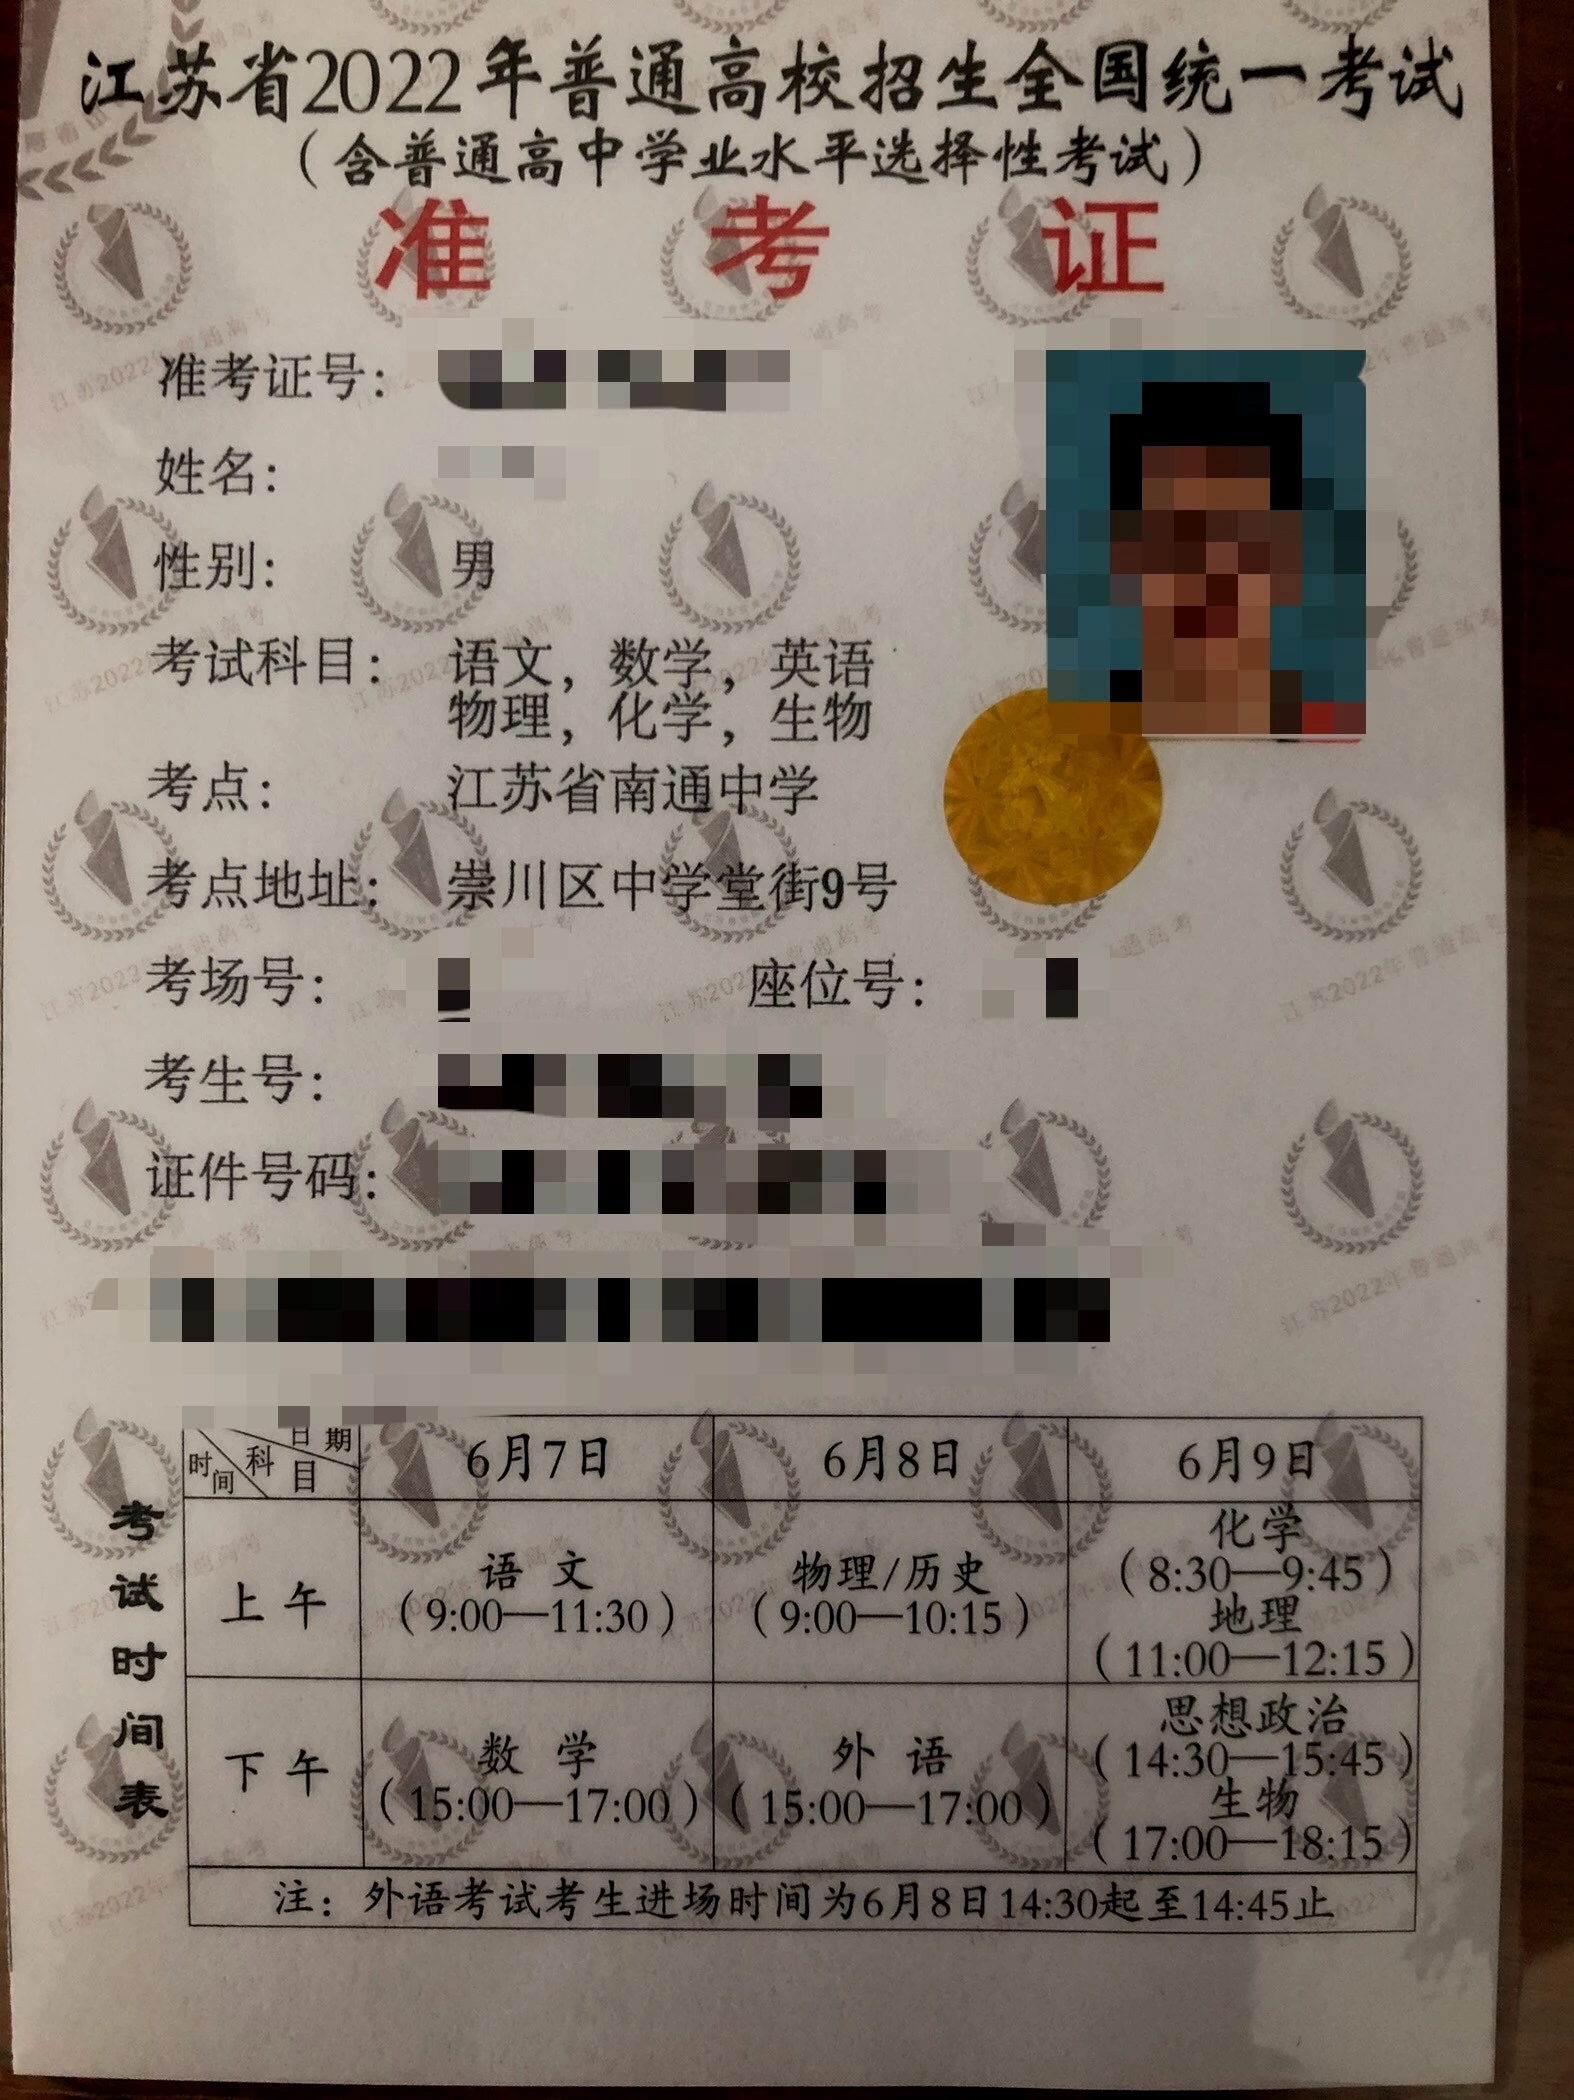 江苏省2022年普通高校招生全国统一考试
（含普通高中学业水平选择性考试）
准 考 证
准考证号：
姓名：
性别： 男
考试科目： 语文，数学，英语
物理，化学，生物
考点： 江苏省南通中学
考点地址： 崇川区中学堂街9号
考场号： 座位号：
考生号：
证件号码：
考试时间表
日期 科目 时间 6月7日 6月8日 6月9日
上午 语文 物理/历史 化学
（9:00—11:30） （9:00—10:15） （8:30—9:45）
地理
（11:00—12:15）
下午 数学 外语 思想政治
（15:00—17:00） （15:00—17:00） （14:30—15:45）
生物
（17:00—18:15）
注：外语考试考生进场时间为6月8日14:30起至14:45止